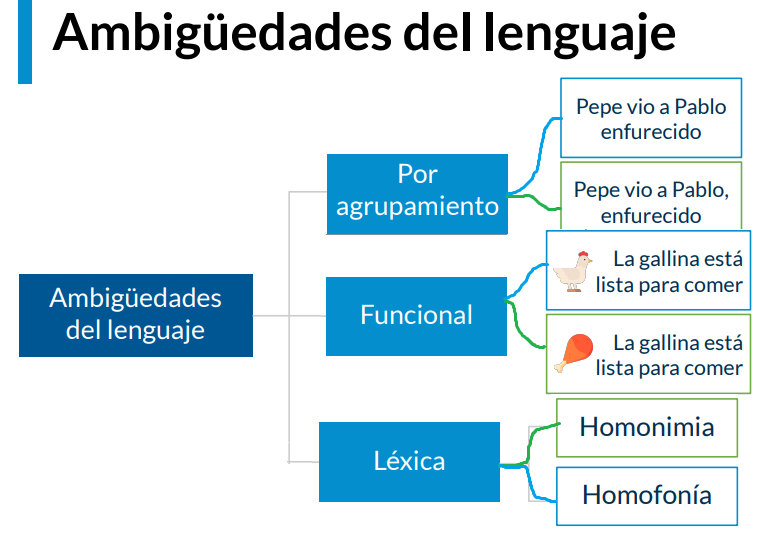 Ambigüedades del lenguaje
Pepe vio a Pablo
enfurecido
Por
agrupamiento
Pepe vio a Pablo,
enfurecido
Ambigüedades
del lenguaje
Funcional
La gallina está
lista para comer
La gallina está
lista para comer
Léxica
Homonimia
Homofonía